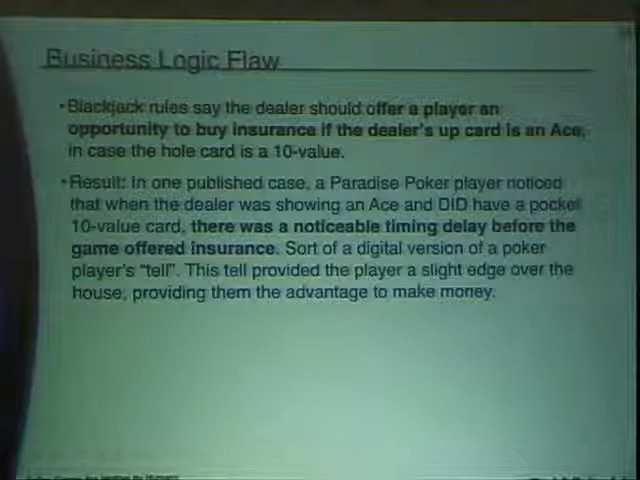 Business Logic Flaw
•Blackjack rules say the dealer should offer a player an
opportunity to buy insurance if the dealer's up card is an Ace,
in case the hole card is a 10-value.
•Result: In one published case, a Paradise Poker player noticed
that when the dealer was showing an Ace and DID have a pocket
10-value card, there was a noticeable timing delay before the
game offered insurance. Sort of a digital version of a poker
player's "tell". This tell provided the player a slight edge over the
house, providing them the advantage to make money.